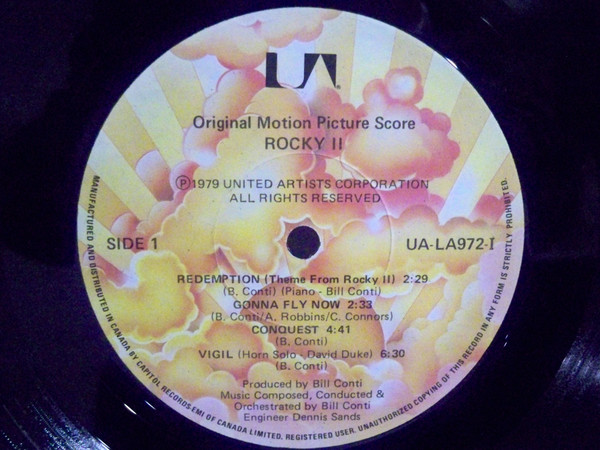 UA
Original Motion Picture Score
ROCKY II
Ⓟ1979 UNITED ARTISTS CORPORATION
ALL RIGHTS RESERVED
SIDE 1
UA-LA972-I
REDEMPTION (Theme From Rocky II) 2:29
(B. Conti) (Piano - Bill Conti)
GONNA FLY NOW 2:33
(B. Conti/A. Robbins/C. Connors)
CONQUEST 4:41
(B. Conti)
VIGIL (Horn Solo - David Duke) 6:30
(B. Conti)
Produced by Bill Conti
Music Composed, Conducted &
Orchestrated by Bill Conti
Engineer Dennis Sands
MANUFACTURED AND DISTRIBUTED IN CANADA BY CAPITOL RECORDS-EMI OF CANADA LIMITED, REGISTERED USER. UNAUTHORIZED COPYING OF THIS RECORD IN ANY FORM IS STRICTLY PROHIBITED.